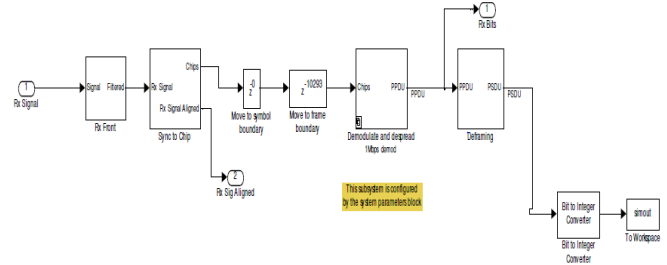 1
Rx Signal
Signal
Filtered
Rx Front
Rx Signal
Chips
Rx Signal Aligned
Sync to Chip
2
Rx Sig Aligned
-0
z
Move to symbol
boundary
-10293
z
Move to frame
boundary
Chips
PPDU
Demodulate and despread
1Mbps demod
PPDU
1
Rx Bits
PPDU
PSDU
Deframing
PSDU
This subsystem is configured
by the system parameters block
Bit to Integer
Converter
Bit to Integer
Converter
simout
To Workspace